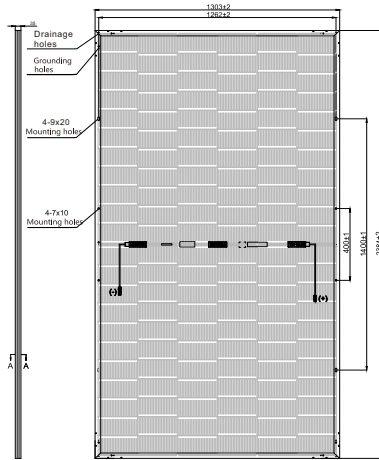 1303±2
1262±2
35
Drainage
holes
Grounding
holes
4-9x20
Mounting holes
4-7x10
Mounting holes
400±1
1400±1
(-)
(+)
A A